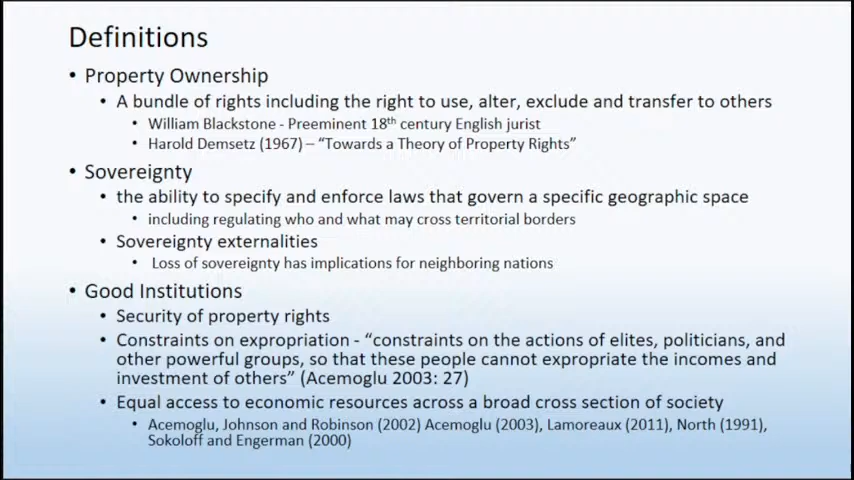 Definitions
• Property Ownership
• A bundle of rights including the right to use, alter, exclude and transfer to others
• William Blackstone - Preeminent 18th century English jurist
• Harold Demsetz (1967) – “Towards a Theory of Property Rights”
• Sovereignty
• the ability to specify and enforce laws that govern a specific geographic space
• including regulating who and what may cross territorial borders
• Sovereignty externalities
• Loss of sovereignty has implications for neighboring nations
• Good Institutions
• Security of property rights
• Constraints on expropriation - “constraints on the actions of elites, politicians, and
other powerful groups, so that these people cannot expropriate the incomes and
investment of others” (Acemoglu 2003: 27)
• Equal access to economic resources across a broad cross section of society
• Acemoglu, Johnson and Robinson (2002) Acemoglu (2003), Lamoreaux (2011), North (1991),
Sokoloff and Engerman (2000)